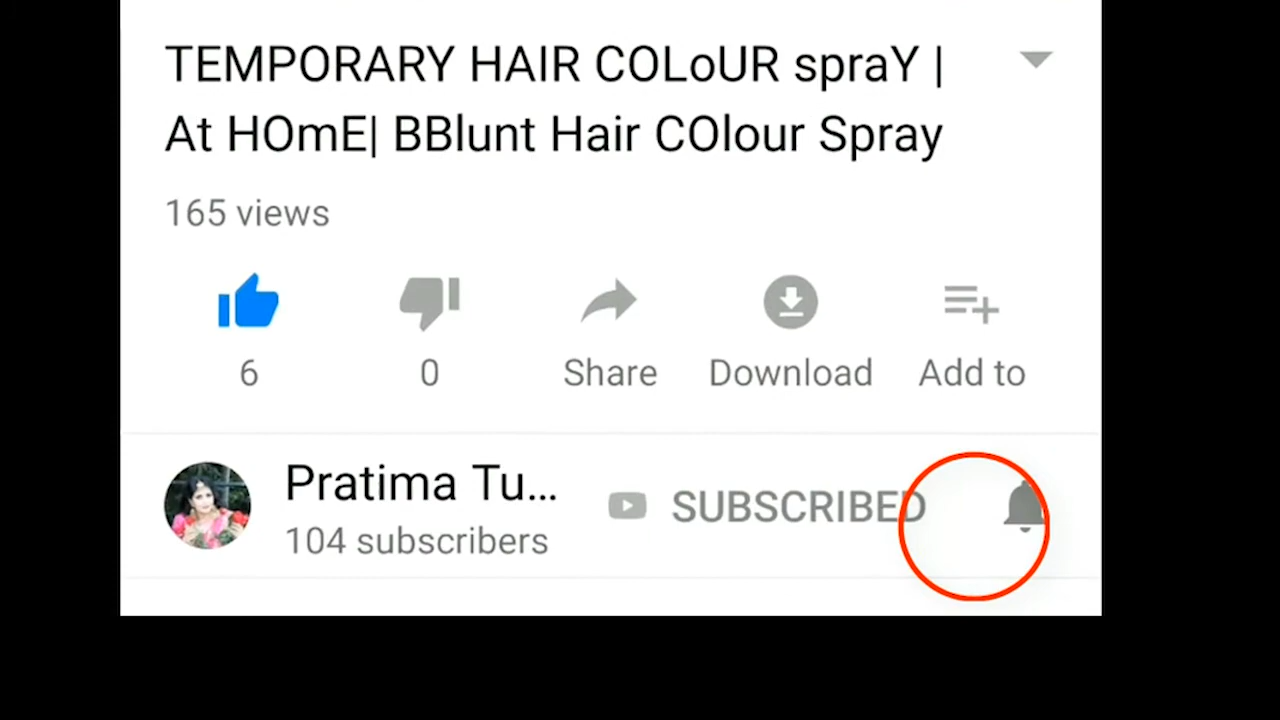 TEMPORARY HAIR COLoUR spraY |
At HOmE| BBlunt Hair COlour Spray
165 views
6
0
Share
Download
Add to
Pratima Tu...
SUBSCRIBED
104 subscribers